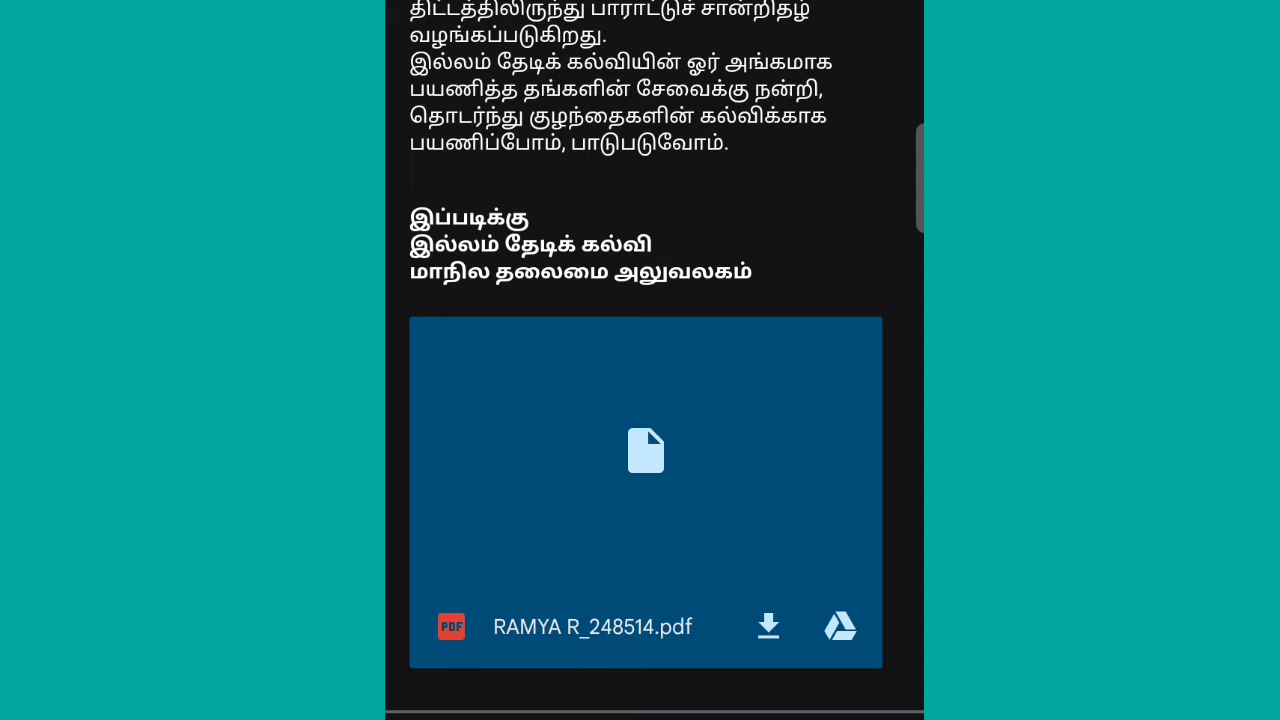 திட்டத்திலிருந்து பாராட்டுச் சான்றிதழ்
வழங்கப்படுகிறது.
இல்லம் தேடிக் கல்வியின் ஓர் அங்கமாக
பயணித்த தங்களின் சேவைக்கு நன்றி,
தொடர்ந்து குழந்தைகளின் கல்விக்காக
பயணிப்போம், பாடுபடுவோம்.
இப்படிக்கு
இல்லம் தேடிக் கல்வி
மாநில தலைமை அலுவலகம்
PDF RAMYA R_248514.pdf